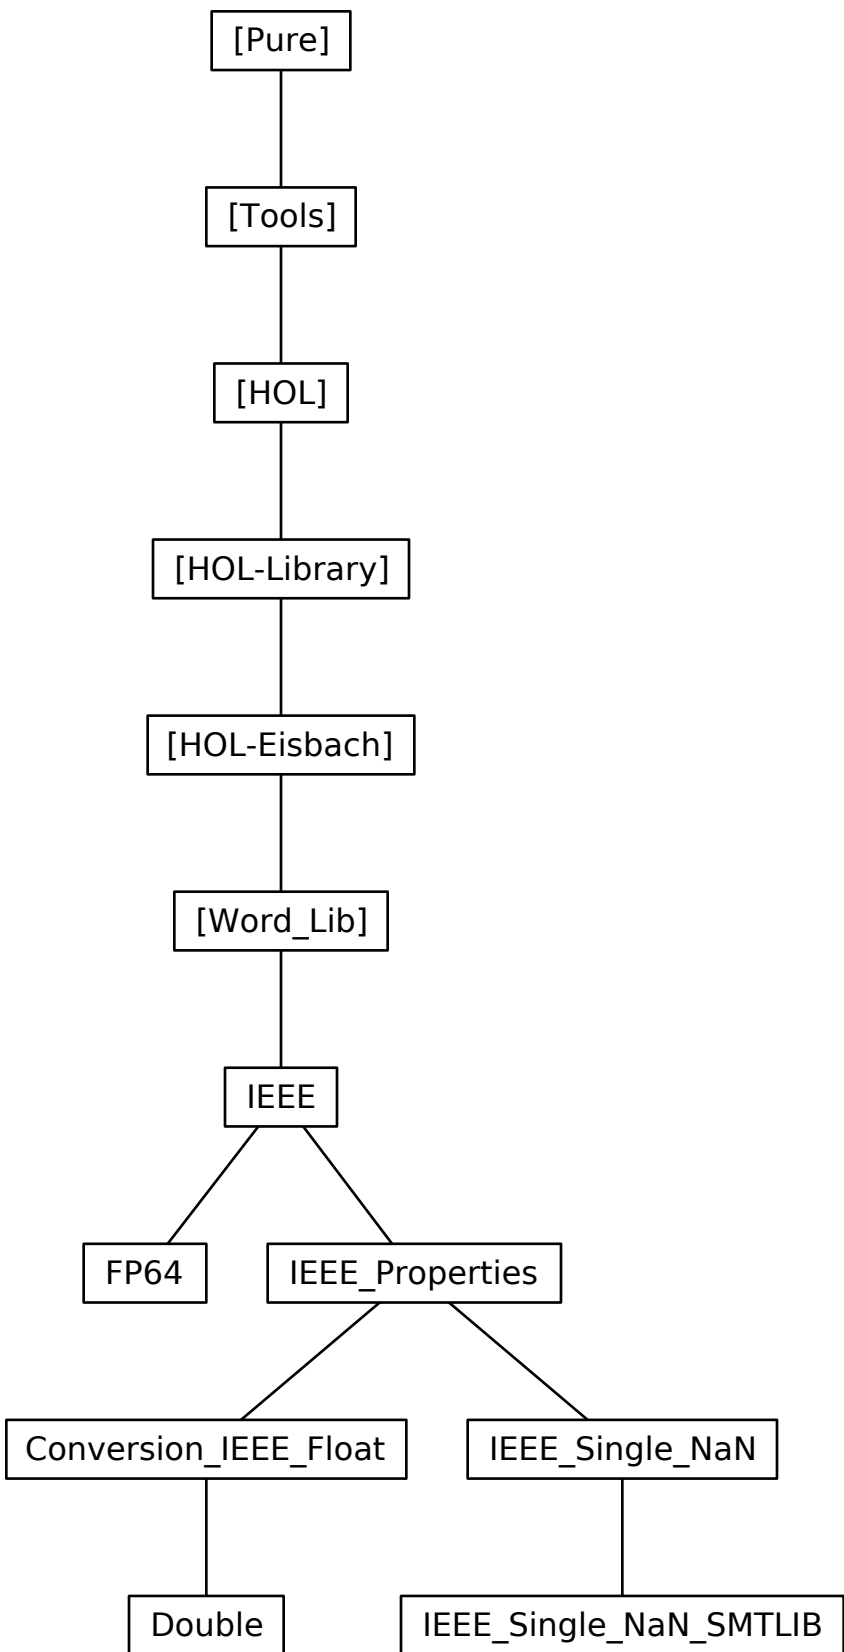 [Pure]
[Tools]
[HOL]
[HOL-Library]
[HOL-Eisbach]
[Word_Lib]
IEEE
FP64
IEEE_Properties
Conversion_IEEE_Float
IEEE_Single_NaN
Double
IEEE_Single_NaN_SMTLIB